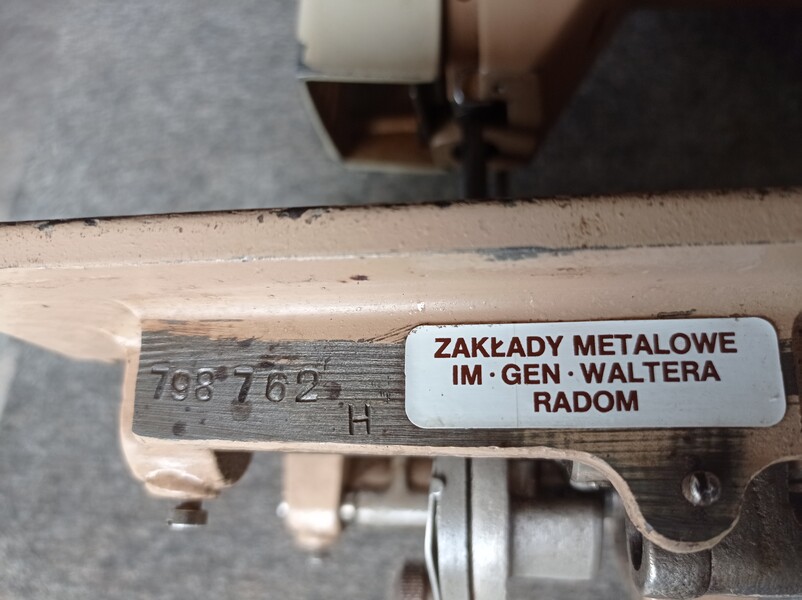 798 762
H
ZAKŁADY METALOWE
IM · GEN · WALTERA
RADOM